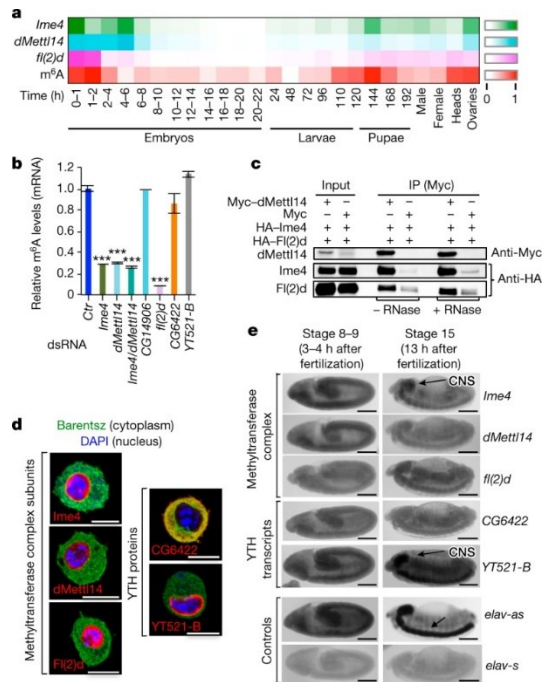 a
Ime4
dMettl14
fl(2)d
m⁶A
0 1
Time (h)
0–1
1–2
2–4
4–6
6–8
8–10
10–12
12–14
14–16
16–18
18–20
20–22
24
48
72
96
110
120
144
168
192
Male
Female
Heads
Ovaries
Embryos Larvae Pupae
b
Relative m⁶A levels (mRNA)
1.2
1.0
0.8
0.6
0.4
0.2
0
*** *** *** ***
dsRNA
Ctr
Ime4
dMettl14
Ime4/dMettl14
CG14906
fl(2)d
CG6422
YT521-B
c
Input IP (Myc)
Myc–dMettl14 + – + – + –
Myc – + – + – +
HA–Ime4 + + + + + +
HA–Fl(2)d + + + + + +
dMettl14 Anti-Myc
Ime4
Fl(2)d
Anti-HA
– RNase + RNase
d
Barentsz (cytoplasm)
DAPI (nucleus)
Methyltransferase complex subunits
Ime4
dMettl14
Fl(2)d
YTH proteins
CG6422
YT521-B
e
Stage 8–9
(3–4 h after
fertilization)
Stage 15
(13 h after
fertilization)
Methyltransferase
complex
CNS
Ime4
dMettl14
fl(2)d
YTH
transcripts
CG6422
CNS
YT521-B
Controls
elav-as
elav-s